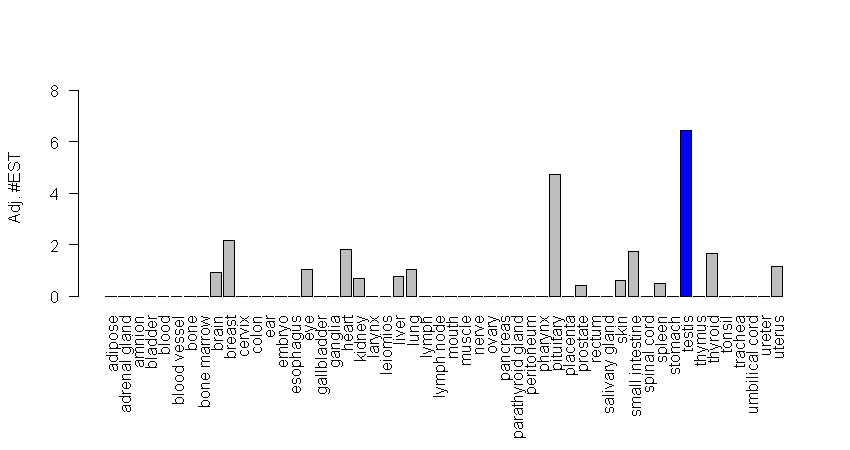 8
6
4
2
0
Adj. #EST
adipose
adrenal gland
amnion
bladder
blood
blood vessel
bone
bone marrow
brain
breast
cervix
colon
ear
embryo
esophagus
eye
gallbladder
ganglia
heart
kidney
larynx
leiomios
liver
lung
lymph
lymph node
mouth
muscle
nerve
ovary
pancreas
parathyroid gland
peritoneum
pharynx
pituitary
placenta
prostate
rectum
salivary gland
skin
small intestine
spinal cord
spleen
stomach
testis
thymus
thyroid
tonsil
trachea
umbilical cord
ureter
uterus